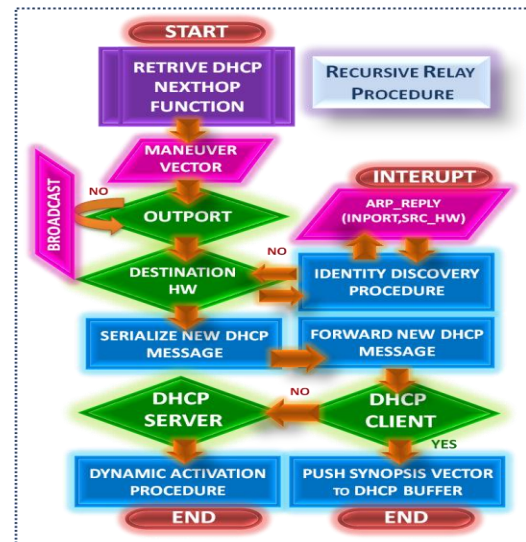 START
RETRIVE DHCP
NEXTHOP
FUNCTION
RECURSIVE RELAY
PROCEDURE
MANEUVER
VECTOR
BROADCAST
NO
OUTPORT
INTERUPT
ARP_REPLY
(INPORT,SRC_HW)
DESTINATION
HW
NO
IDENTITY DISCOVERY
PROCEDURE
SERIALIZE NEW DHCP
MESSAGE
FORWARD NEW DHCP
MESSAGE
DHCP
SERVER
NO
DHCP
CLIENT
YES
DYNAMIC ACTIVATION
PROCEDURE
PUSH SYNOPSIS VECTOR
TO DHCP BUFFER
END
END